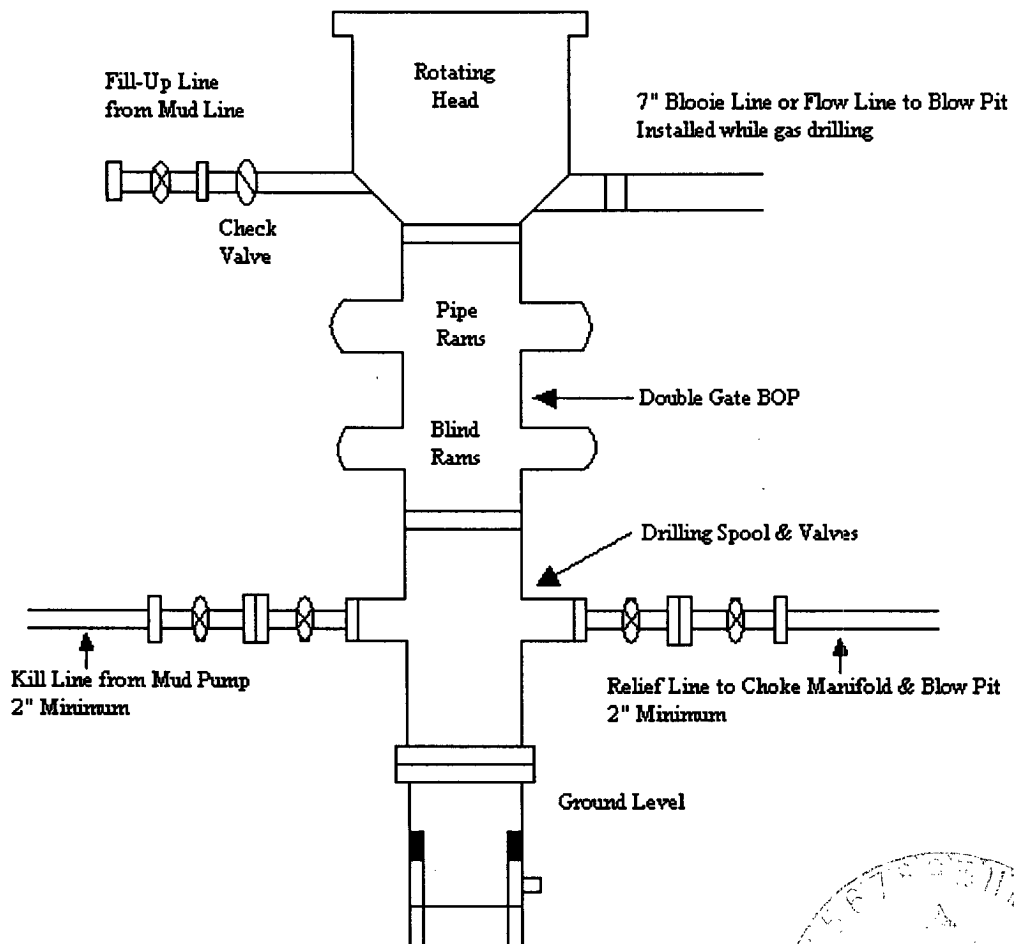 Rotating
Head
Fill-Up Line
from Mud Line
7" Blooie Line or Flow Line to Blow Pit
Installed while gas drilling
Check
Valve
Pipe
Rams
Double Gate BOP
Blind
Rams
Drilling Spool & Valves
Kill Line from Mud Pump
2" Minimum
Relief Line to Choke Manifold & Blow Pit
2" Minimum
Ground Level